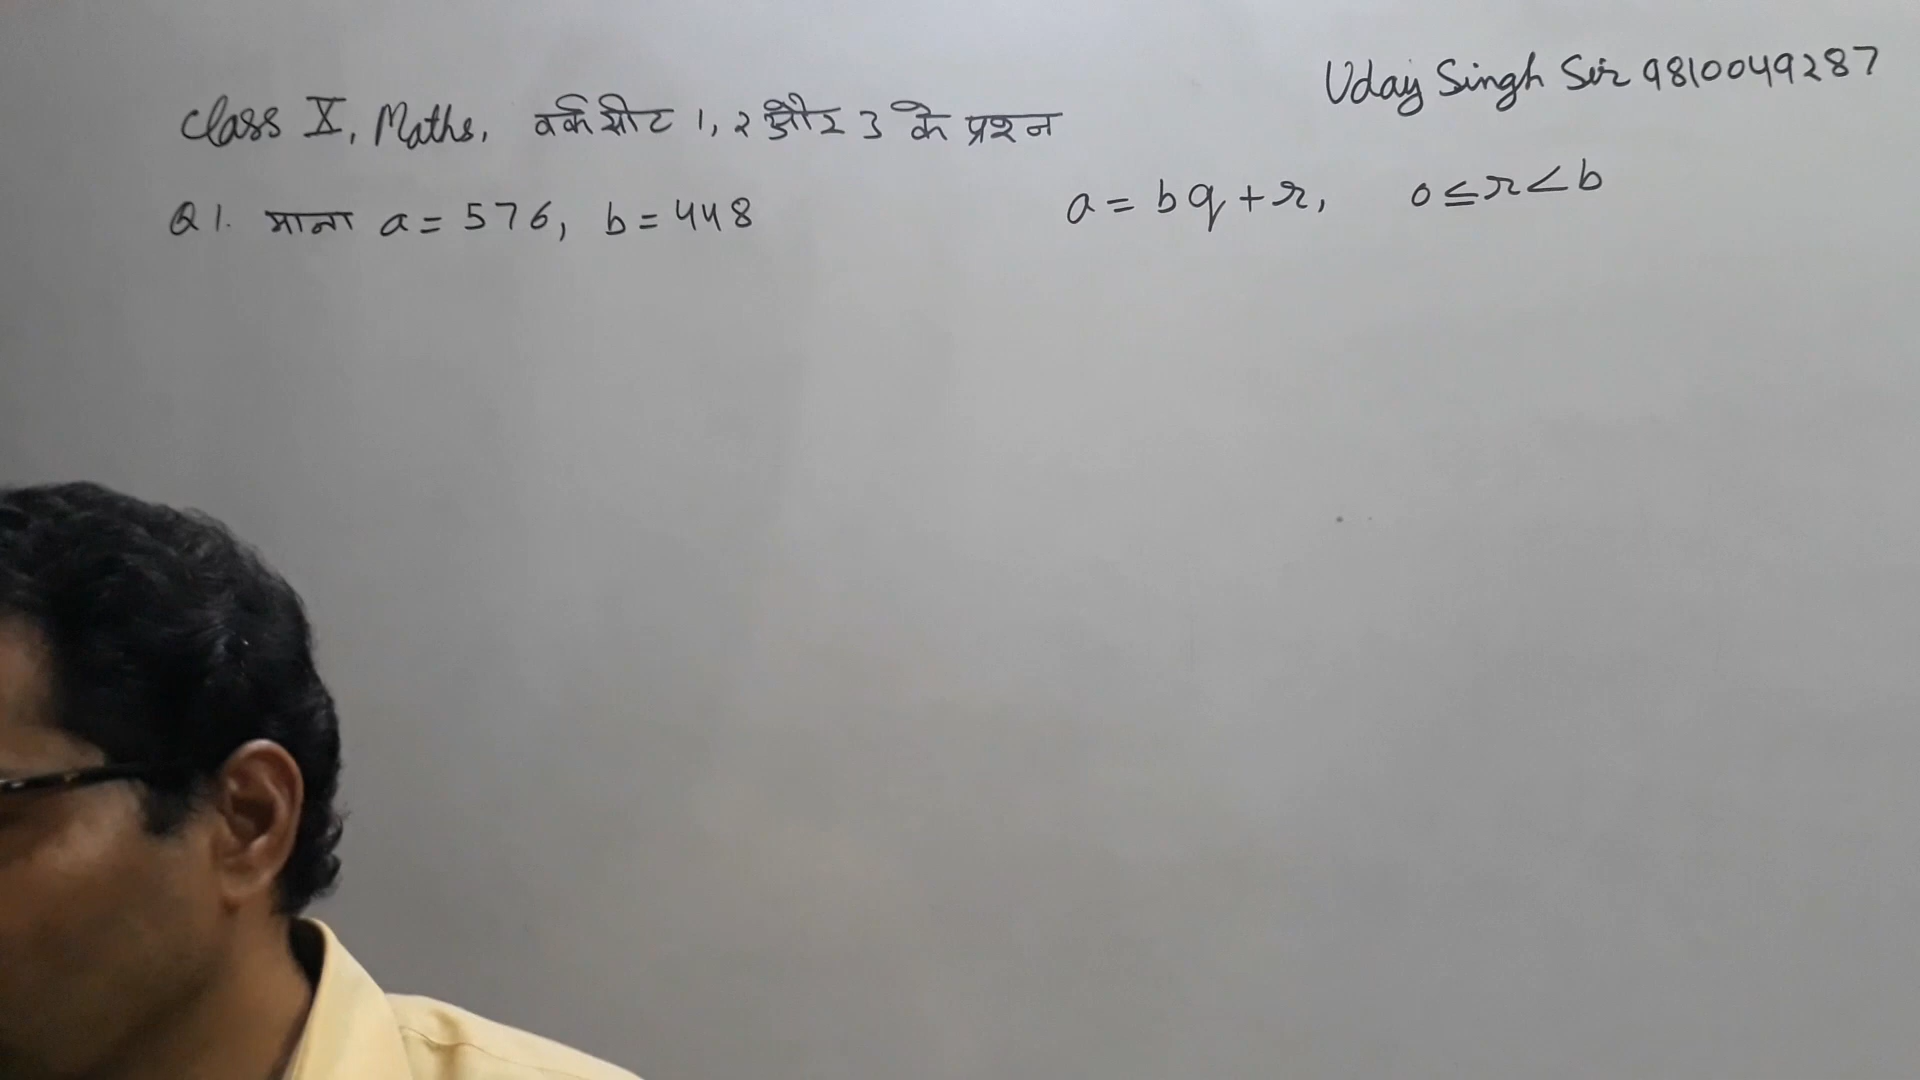 Uday Singh Sir 9810049287
Class X, Maths, वर्कशीट 1, 2 और 3 के प्रश्न
Q1. माना a = 576, b = 448
a = bq + r, 0 ≤ r < b